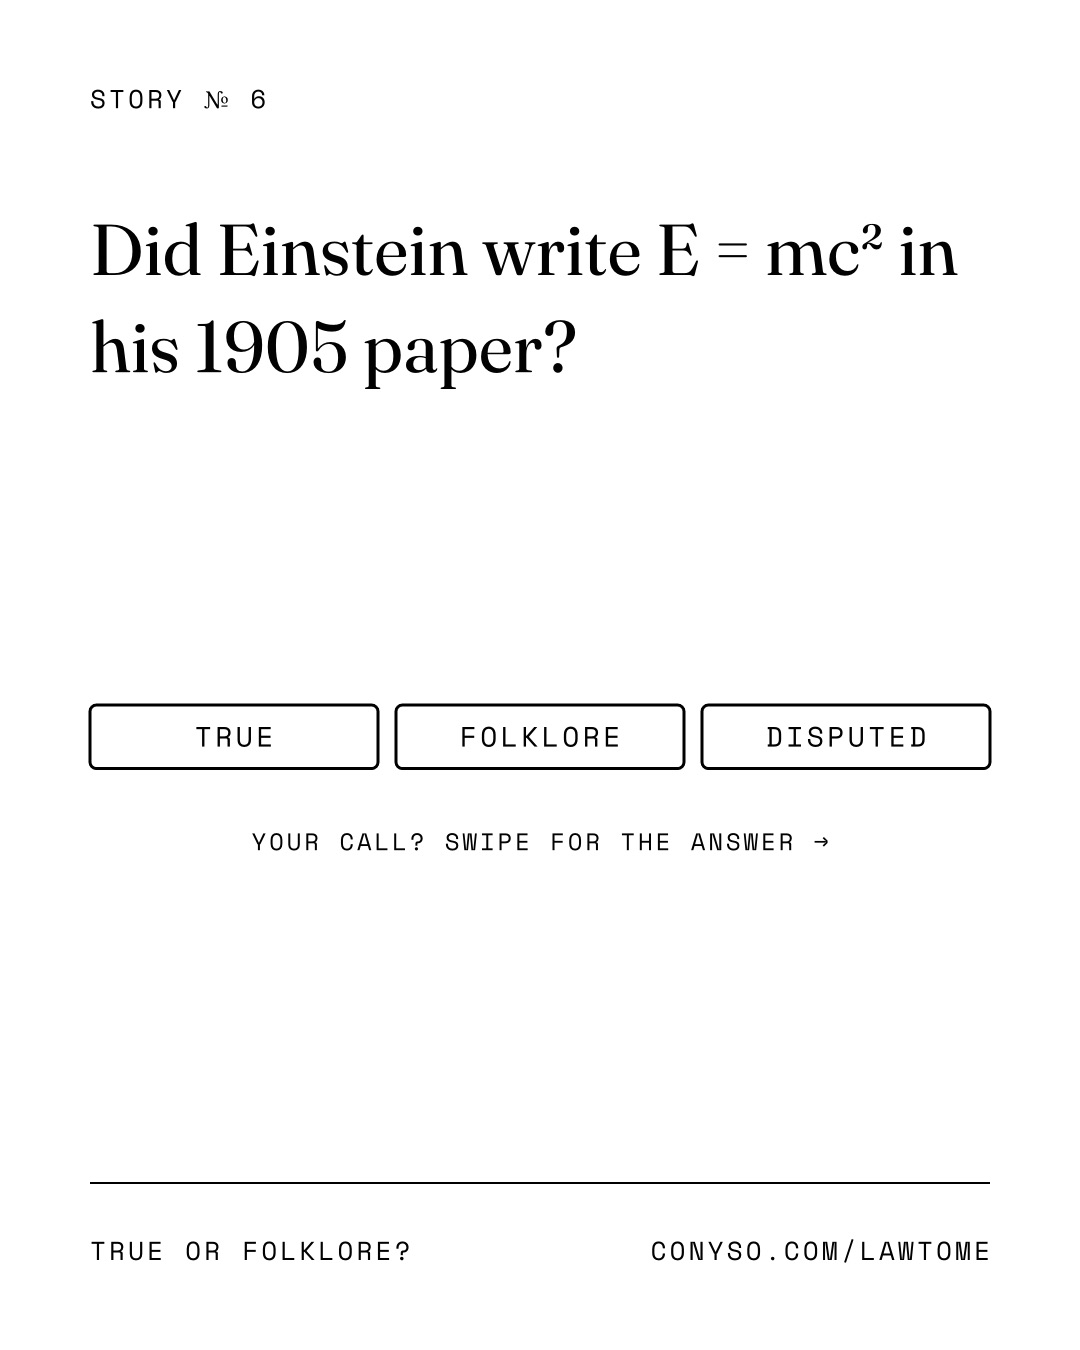 STORY № 6
Did Einstein write E = mc² in
his 1905 paper?
TRUE
FOLKLORE
DISPUTED
YOUR CALL? SWIPE FOR THE ANSWER →
TRUE OR FOLKLORE?
CONYSO.COM/LAWTOME